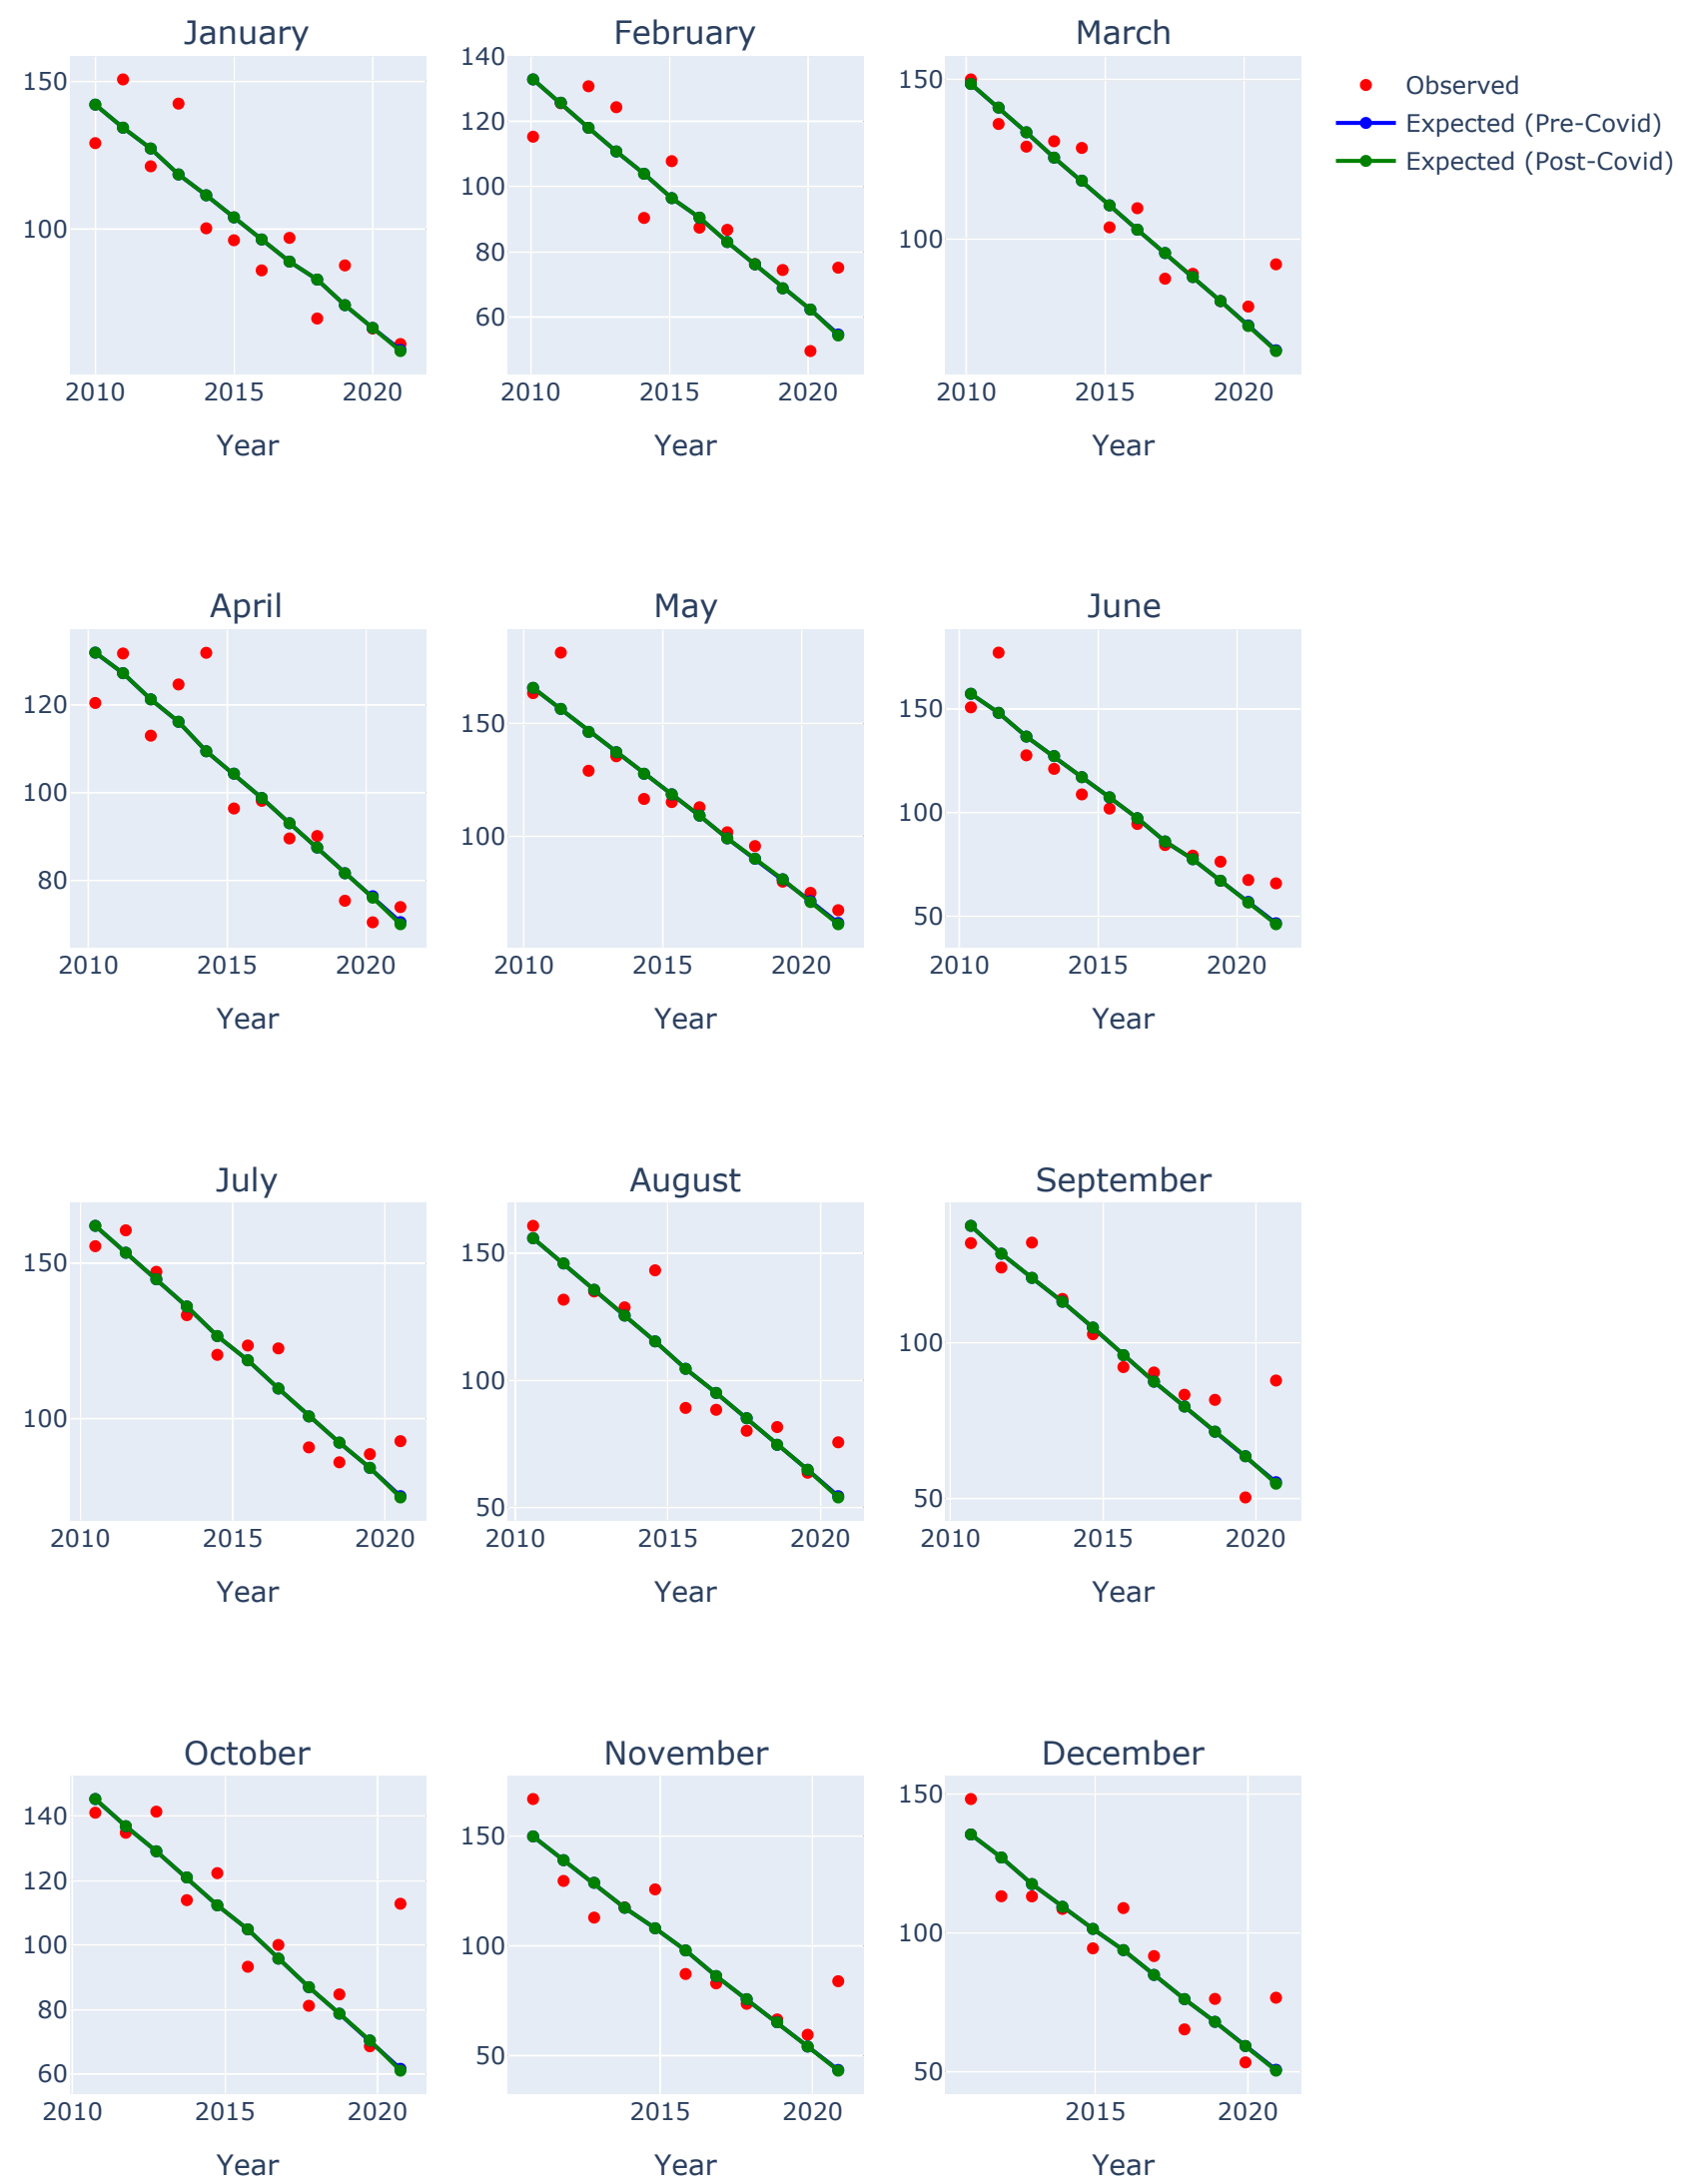 January
February
March
150
100
2010
2015
2020
Year
140
120
100
80
60
2010
2015
2020
Year
150
100
2010
2015
2020
Year
Observed
Expected (Pre-Covid)
Expected (Post-Covid)
April
May
June
120
100
80
2010
2015
2020
Year
150
100
2010
2015
2020
Year
150
100
50
2010
2015
2020
Year
July
August
September
150
100
2010
2015
2020
Year
150
100
50
2010
2015
2020
Year
100
50
2010
2015
2020
Year
October
November
December
140
120
100
80
60
2010
2015
2020
Year
150
100
50
2015
2020
Year
150
100
50
2015
2020
Year